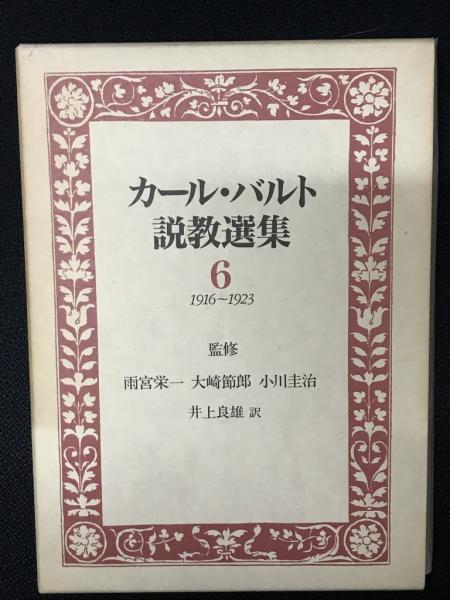 カール・バルト
説教選集
6
1916〜1923
監修
雨宮栄一 大崎節郎 小川圭治
井上良雄 訳